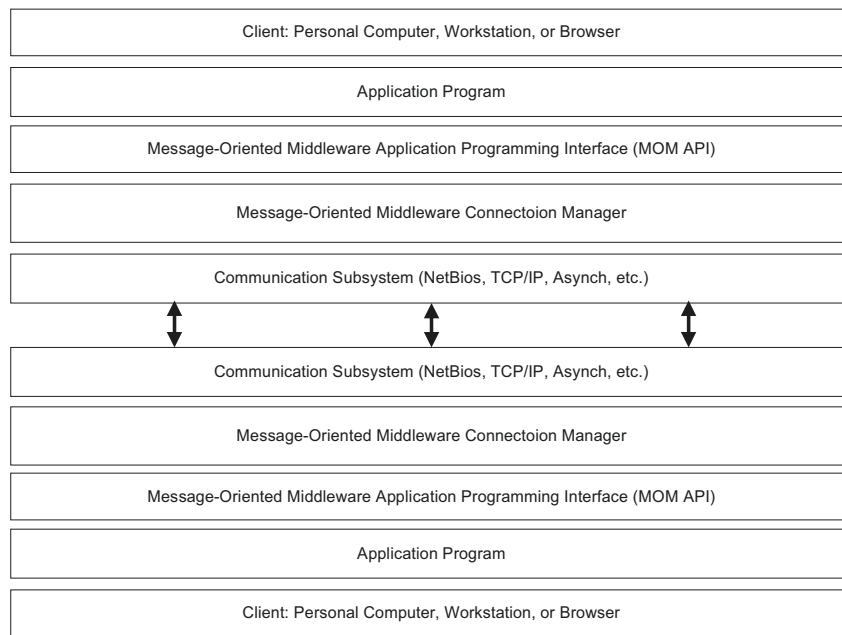 Client: Personal Computer, Workstation, or Browser
Application Program
Message-Oriented Middleware Application Programming Interface (MOM API)
Message-Oriented Middleware Connectoion Manager
Communication Subsystem (NetBios, TCP/IP, Asynch, etc.)
Communication Subsystem (NetBios, TCP/IP, Asynch, etc.)
Message-Oriented Middleware Connectoion Manager
Message-Oriented Middleware Application Programming Interface (MOM API)
Application Program
Client: Personal Computer, Workstation, or Browser